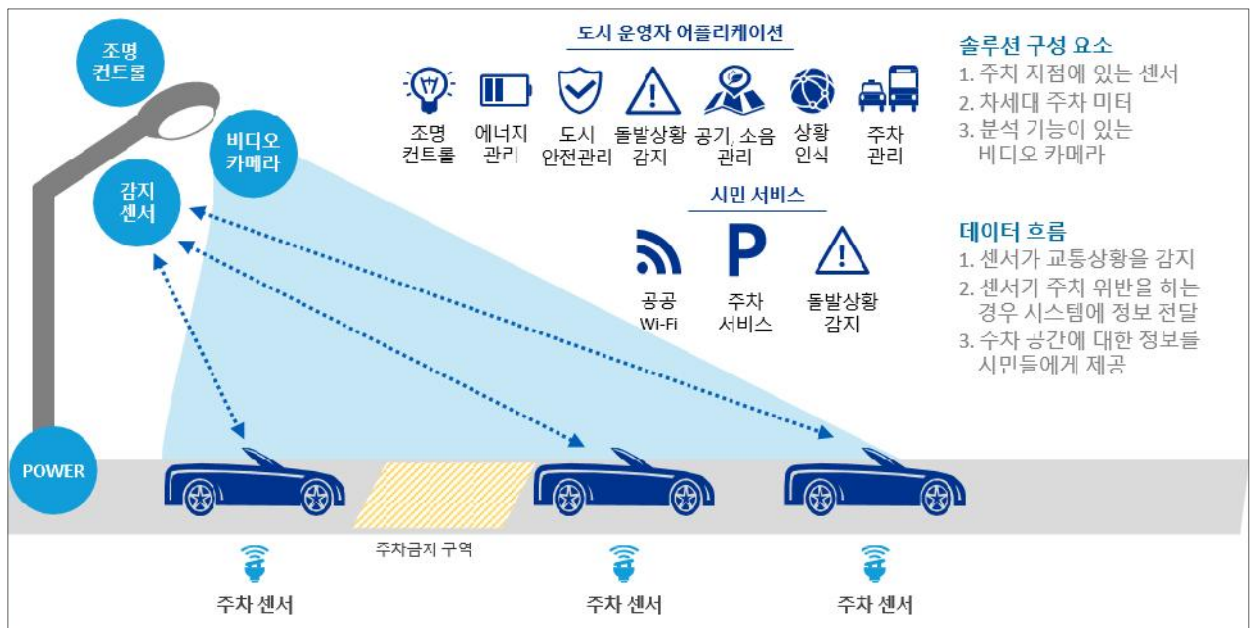 조명
컨트롤
비디오
카메라
감지
센서
POWER
도시 운영자 어플리케이션
조명
컨트롤
에너지
관리
도시
안전관리
돌발상황
감지
공기, 소음
관리
상황
인식
주차
관리
시민 서비스
P
공공
Wi-Fi
주차
서비스
돌발상황
감지
솔루션 구성 요소
1. 주치 지점에 있는 센서
2. 차세대 주차 미터
3. 분석 기능이 있는
비디오 카메라
데이터 흐름
1. 센서가 교통상황을 감지
2. 센서기 주치 위반을 하는
경우 시스템에 정보 전달
3. 수차 공간에 대한 정보를
시민들에게 제공
주차금지 구역
주차 센서
주차 센서
주차 센서